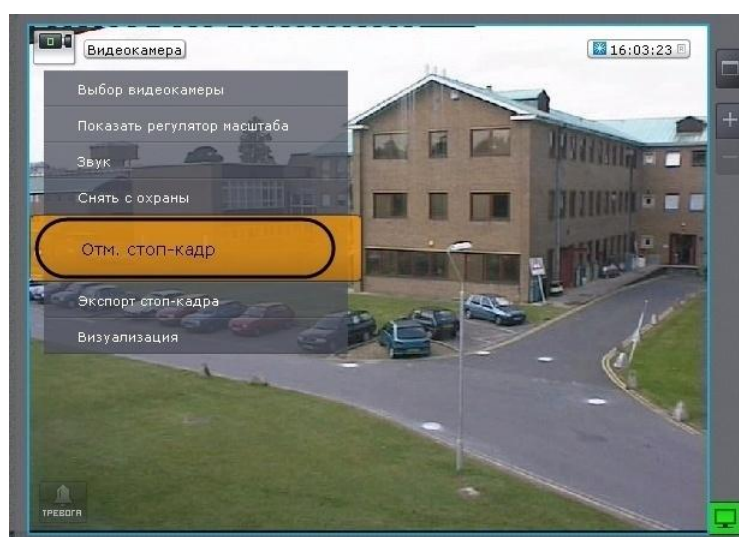 Видеокамера
16:03:23
Выбор видеокамеры
Показать регулятор масштаба
Звук
Снять с охраны
Отм. стоп-кадр
Экспорт стоп-кадра
Визуализация
ТРЕВОГА